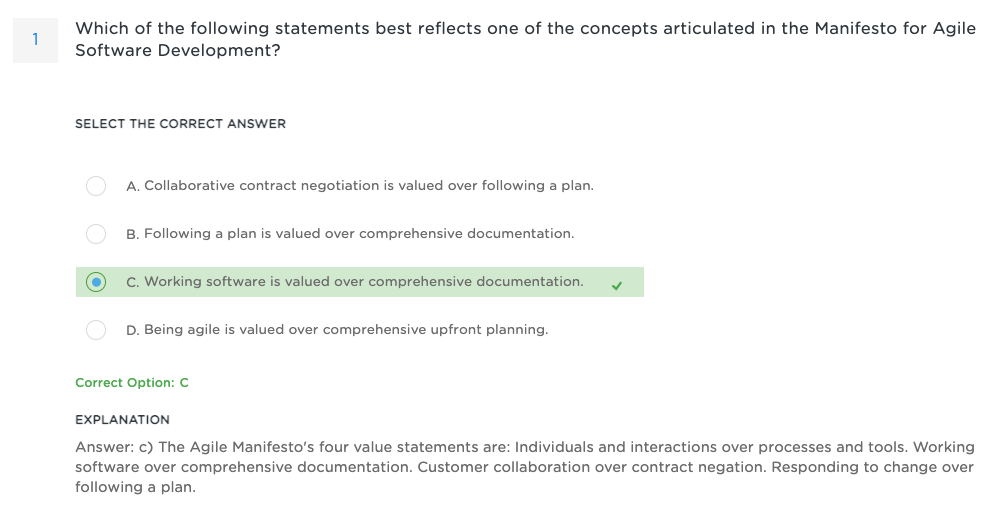 1
Which of the following statements best reflects one of the concepts articulated in the Manifesto for Agile
Software Development?
SELECT THE CORRECT ANSWER
A. Collaborative contract negotiation is valued over following a plan.
B. Following a plan is valued over comprehensive documentation.
C. Working software is valued over comprehensive documentation.
D. Being agile is valued over comprehensive upfront planning.
Correct Option: C
EXPLANATION
Answer: c) The Agile Manifesto's four value statements are: Individuals and interactions over processes and tools. Working
software over comprehensive documentation. Customer collaboration over contract negation. Responding to change over
following a plan.